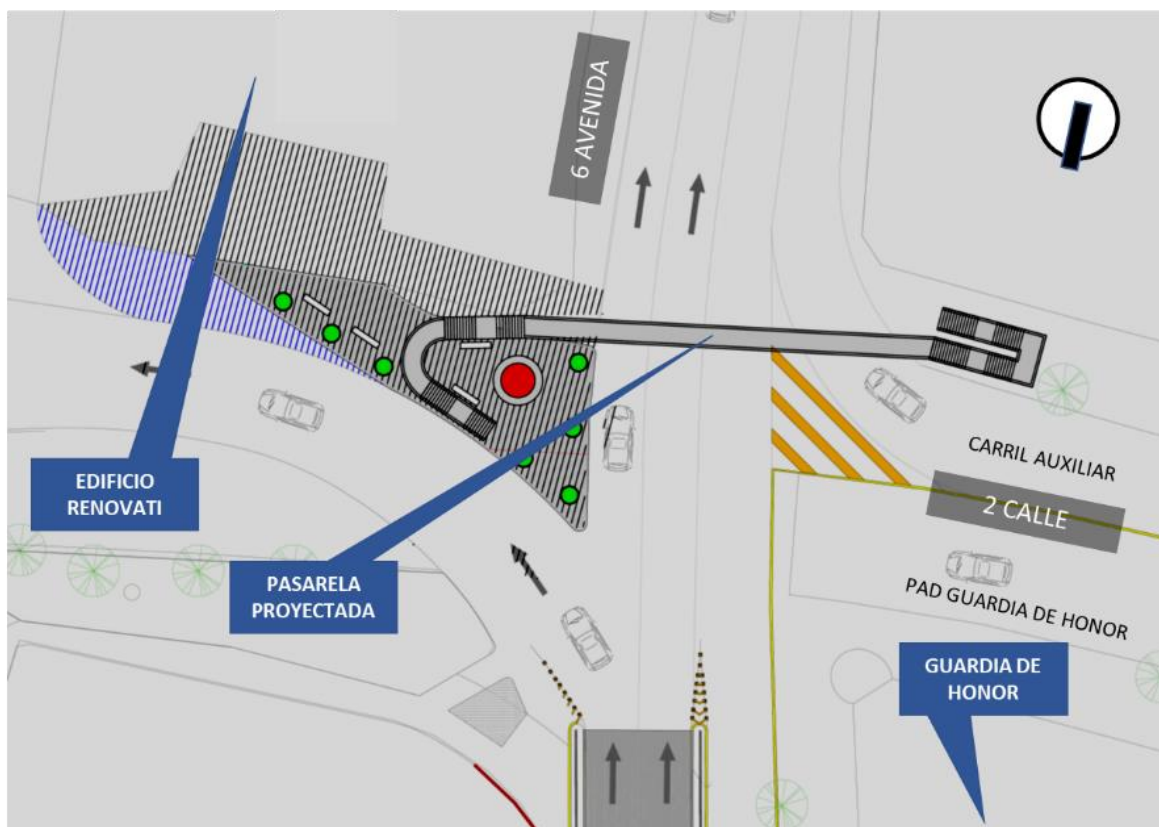 6 AVENIDA
EDIFICIO
RENOVATI
PASARELA
PROYECTADA
CARRIL AUXILIAR
2 CALLE
PAD GUARDIA DE HONOR
GUARDIA DE
HONOR